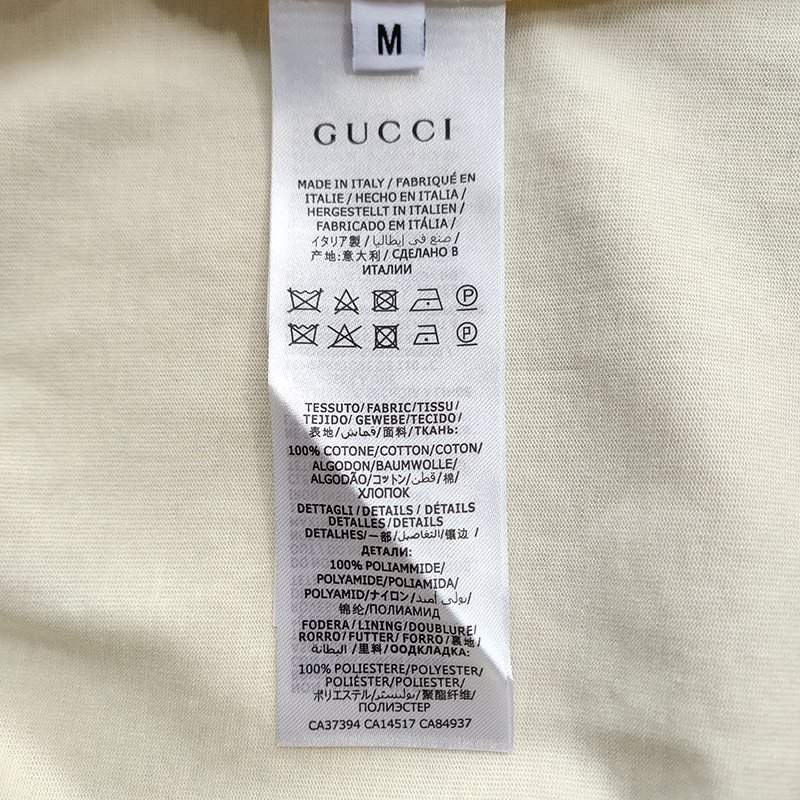 M
GUCCI
MADE IN ITALY / FABRIQUÉ EN
ITALIE / HECHO EN ITALIA /
HERGESTELLT IN ITALIEN /
FABRICADO EM ITÁLIA /
イタリア製 / صنع في إيطاليا /
产地:意大利 / СДЕЛАНО В
ИТАЛИИ
P
P
TESSUTO/FABRIC/TISSU/
TEJIDO/GEWEBE/TECIDO/
表地/قماش/面料/ТКАНЬ:
100% COTONE/COTTON/COTON/
ALGODON/BAUMWOLLE/
ALGODÃO/コットン/قطن/棉/
ХЛОПОК
DETTAGLI/DETAILS/DÉTAILS
DETALLES/DETAILS
DETALHES/一部/التفاصيل/镶边/
ДЕТАЛИ:
100% POLIAMMIDE/
POLYAMIDE/POLIAMIDA/
POLYAMID/ナイロン/بولي أميد/
锦纶/ПОЛИАМИД
FODERA/LINING/DOUBLURE/
RORRO/FUTTER/FORRO/裏地/
البطانة/里料/ООДКЛАДКА:
100% POLIESTERE/POLYESTER/
POLIÉSTER/POLIESTER/
ポリエステル/بوليستر/聚酯纤维/
ПОЛИЭСТЕР
CA37394 CA14517 CA84937